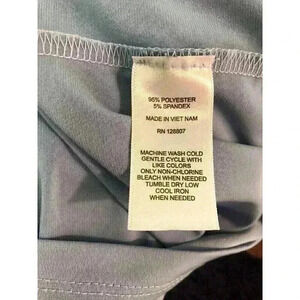 95% POLYESTER
5% SPANDEX
MADE IN VIET NAM
RN 128807
MACHINE WASH COLD
GENTLE CYCLE WITH
LIKE COLORS
ONLY NON-CHLORINE
BLEACH WHEN NEEDED
TUMBLE DRY LOW
COOL IRON
WHEN NEEDED